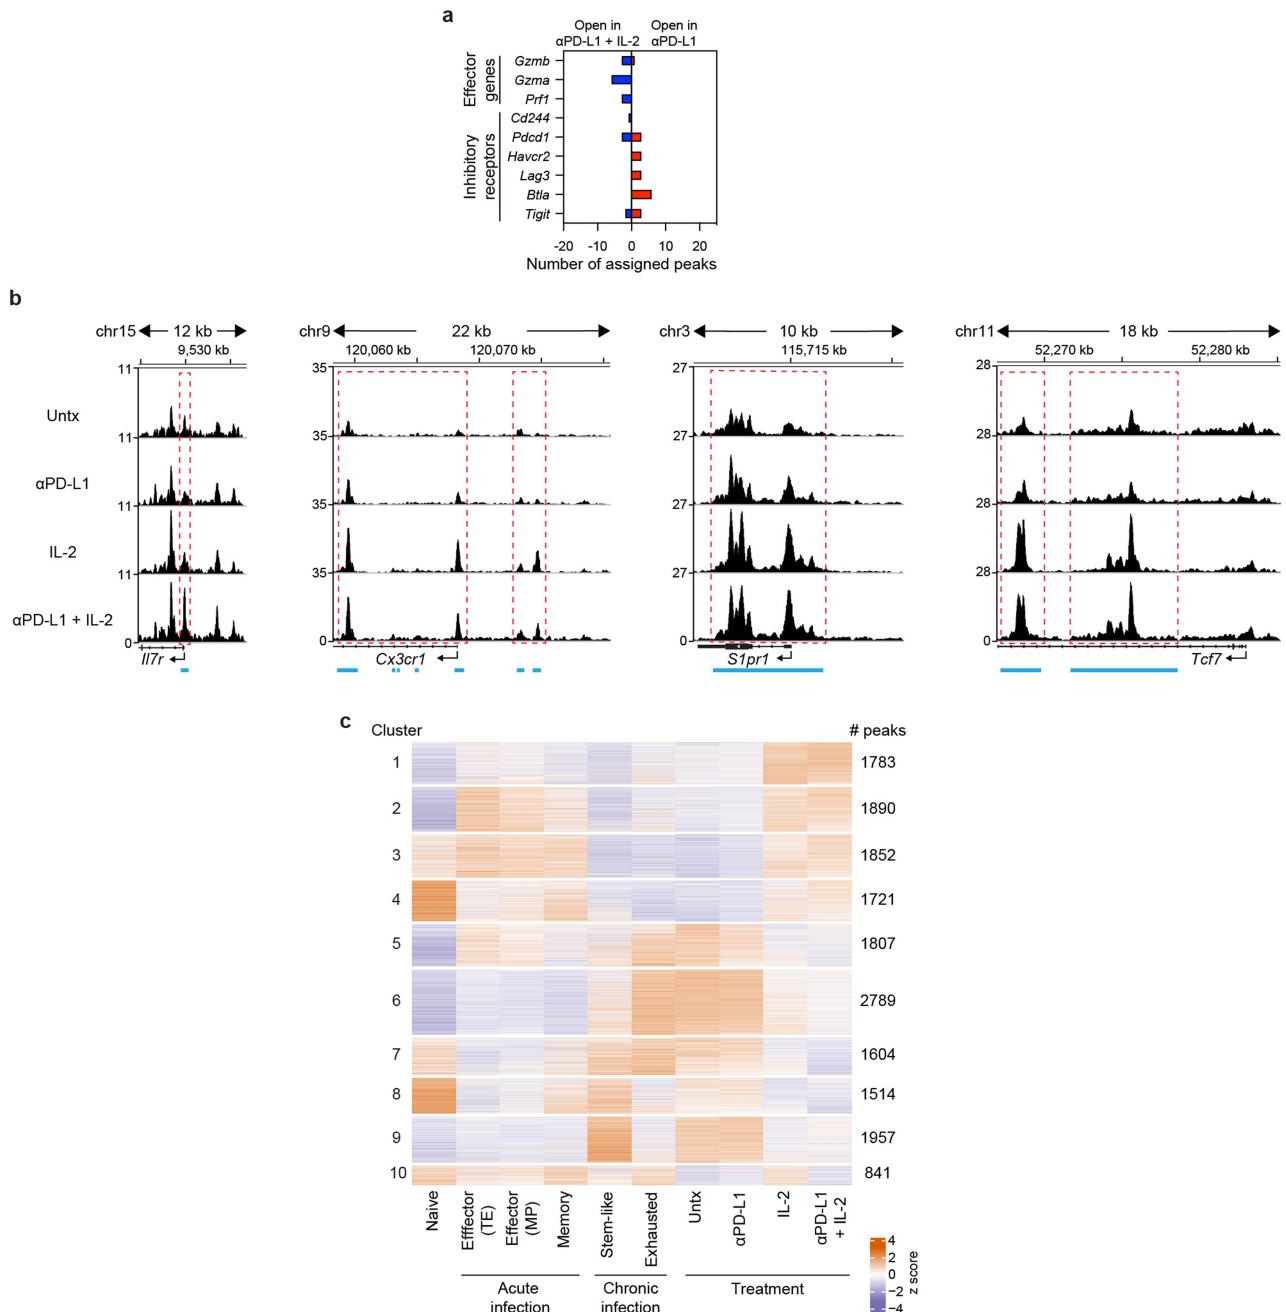 a
Open in
αPD-L1 + IL-2
Open in
αPD-L1
Effector
genes
Inhibitory
receptors
Gzmb
Gzma
Prf1
Cd244
Pdcd1
Havcr2
Lag3
Btla
Tigit
-20 -10 0 10 20
Number of assigned peaks
b
chr15 12 kb
9,530 kb
chr9 22 kb
120,060 kb 120,070 kb
chr3 10 kb
115,715 kb
chr11 18 kb
52,270 kb 52,280 kb
11 35 27 28
Untx
11 35 27 28
αPD-L1
11 35 27 28
IL-2
11 35 27 28
αPD-L1 + IL-2
0 0 0 0
Il7r Cx3cr1 S1pr1 Tcf7
c
Cluster # peaks
1 1783
2 1890
3 1852
4 1721
5 1807
6 2789
7 1604
8 1514
9 1957
10 841
Naive
Efffector
(TE)
Effector
(MP)
Memory
Stem-like
Exhausted
Untx
αPD-L1
IL-2
αPD-L1
+ IL-2
Acute
infection
Chronic
infection
Treatment
4
2
0
−2
−4
z score